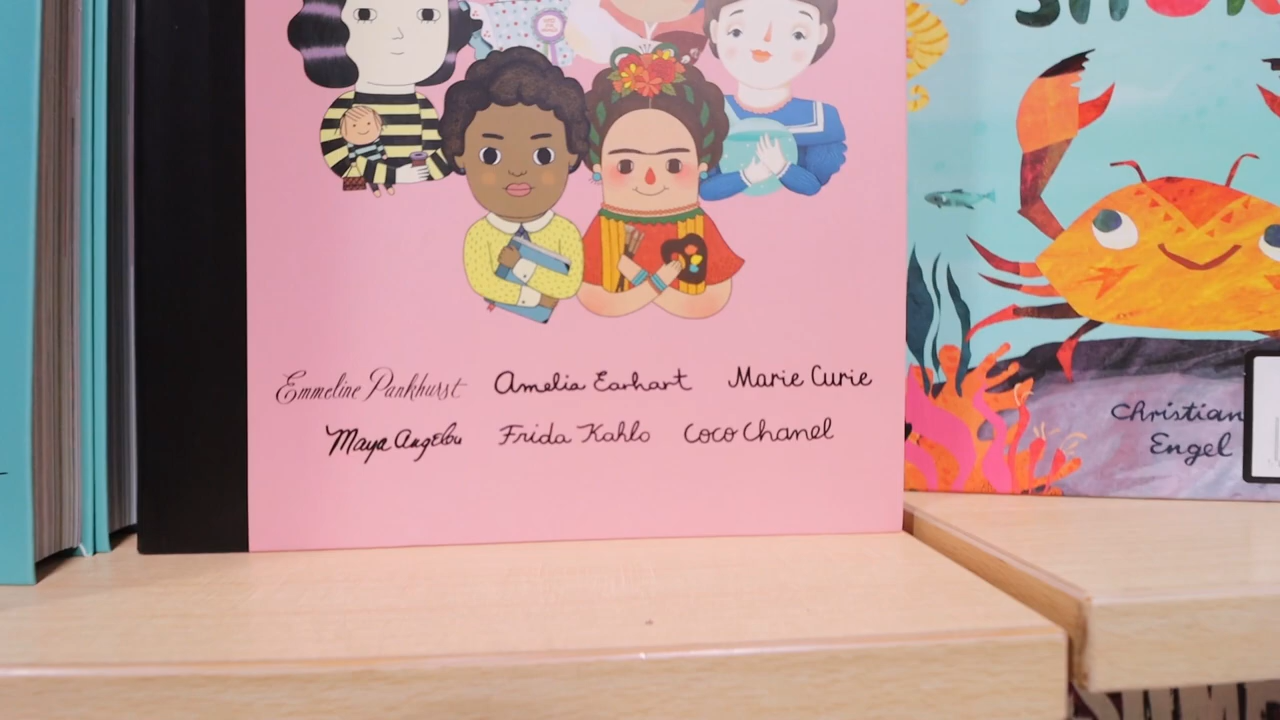 Emmeline Pankhurst Amelia Earhart Marie Curie
Maya Angelou Frida Kahlo Coco Chanel
Christian
Engel